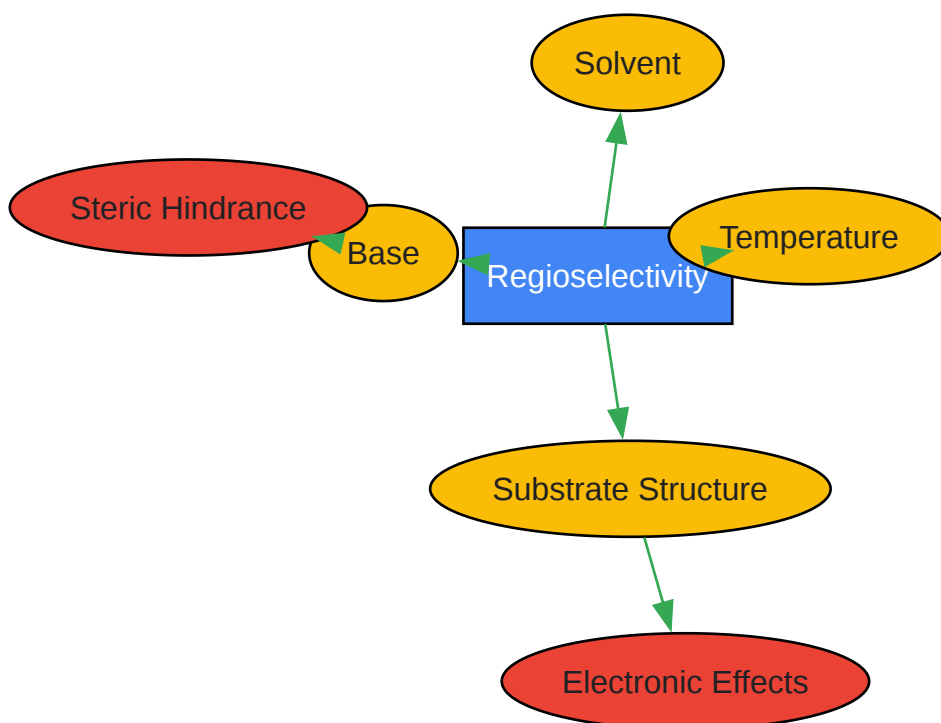 Solvent
Steric Hindrance
Base
Regioselectivity
Temperature
Substrate Structure
Electronic Effects